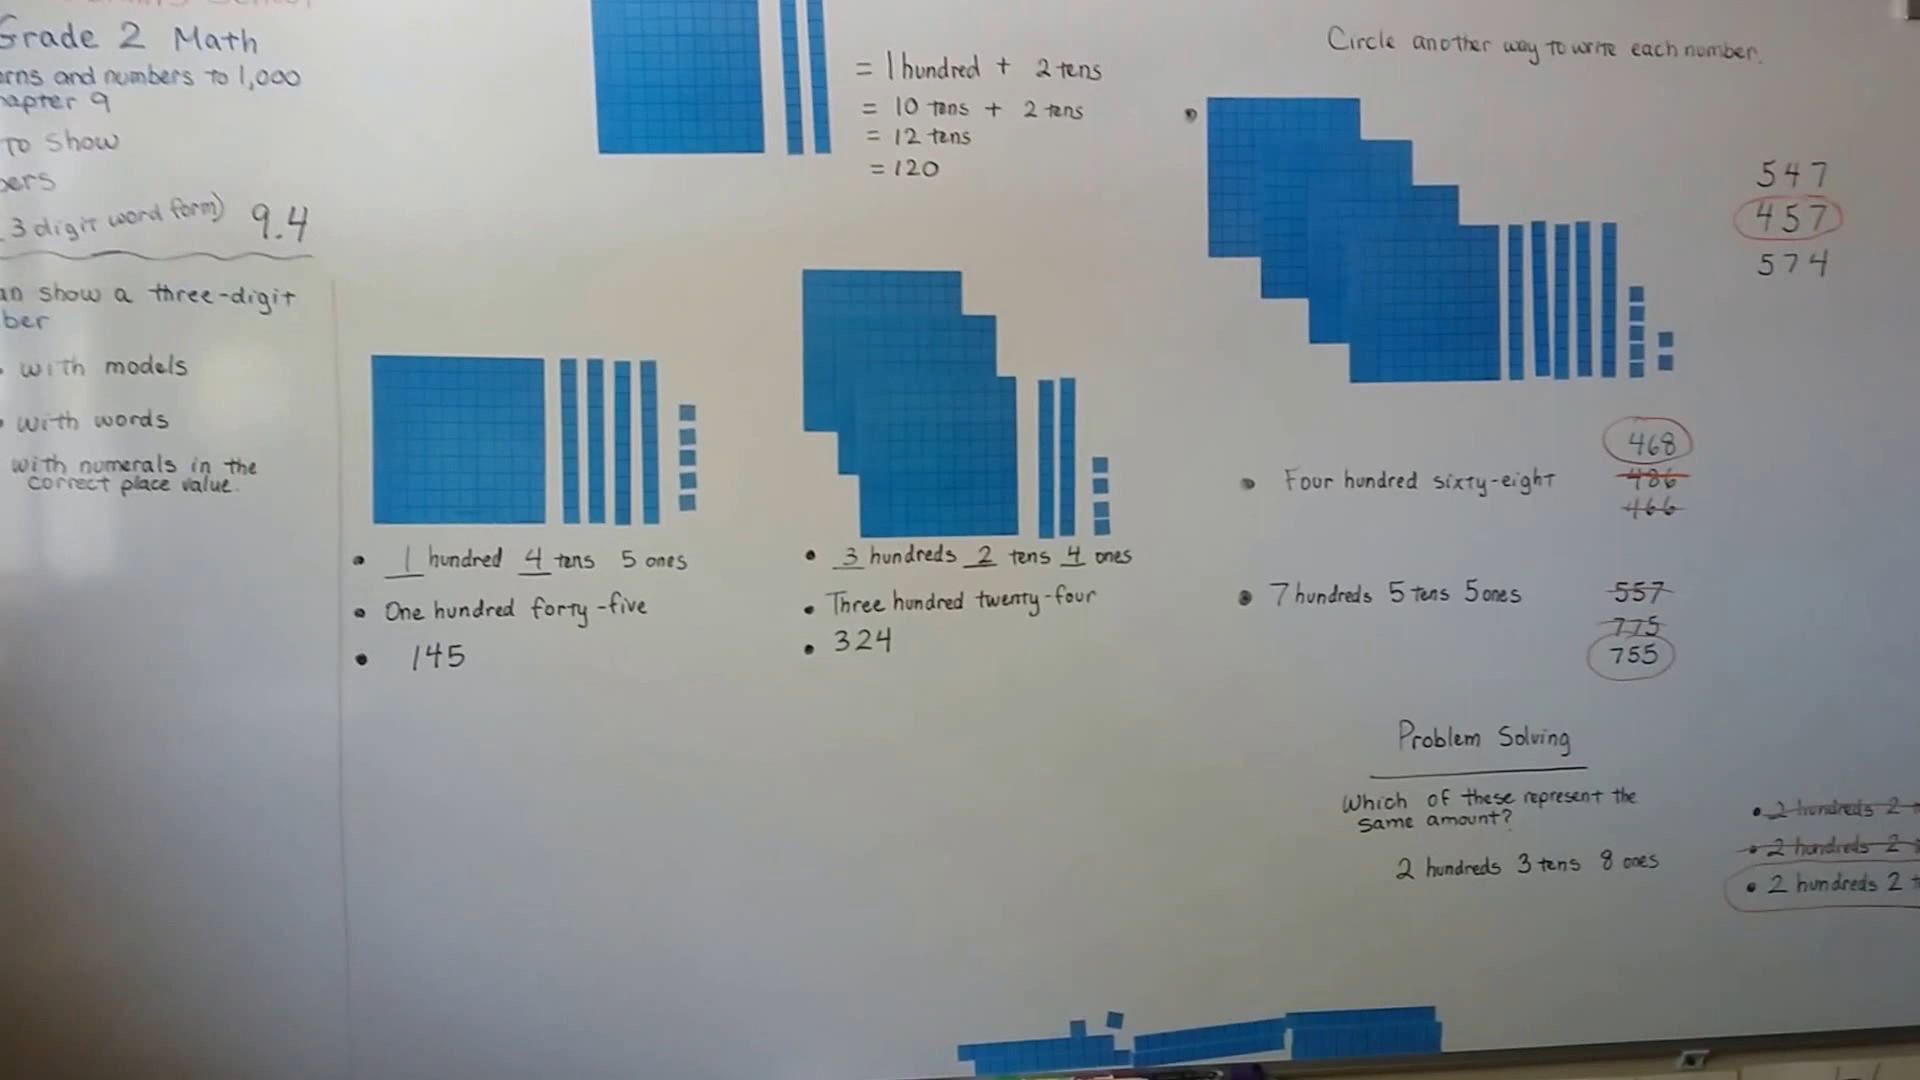 Grade 2 Math
and numbers to 1,000
9
To Show
3 digit word form) 9.4
show a three-digit
with models
with words
with numerals in the
correct place value.
= 1 hundred + 2 tens
= 10 tens + 2 tens
= 12 tens
= 120
1 hundred 4 tens 5 ones
One hundred forty-five
145
3 hundreds 2 tens 4 ones
Three hundred twenty-four
324
Circle another way to write each number.
547
457
574
Four hundred sixty-eight
468
486
466
7 hundreds 5 tens 5 ones
557
775
755
Problem Solving
Which of these represent the
same amount?
2 hundreds 3 tens 8 ones
2 hundreds 2
2 hundreds 2
2 hundreds 2